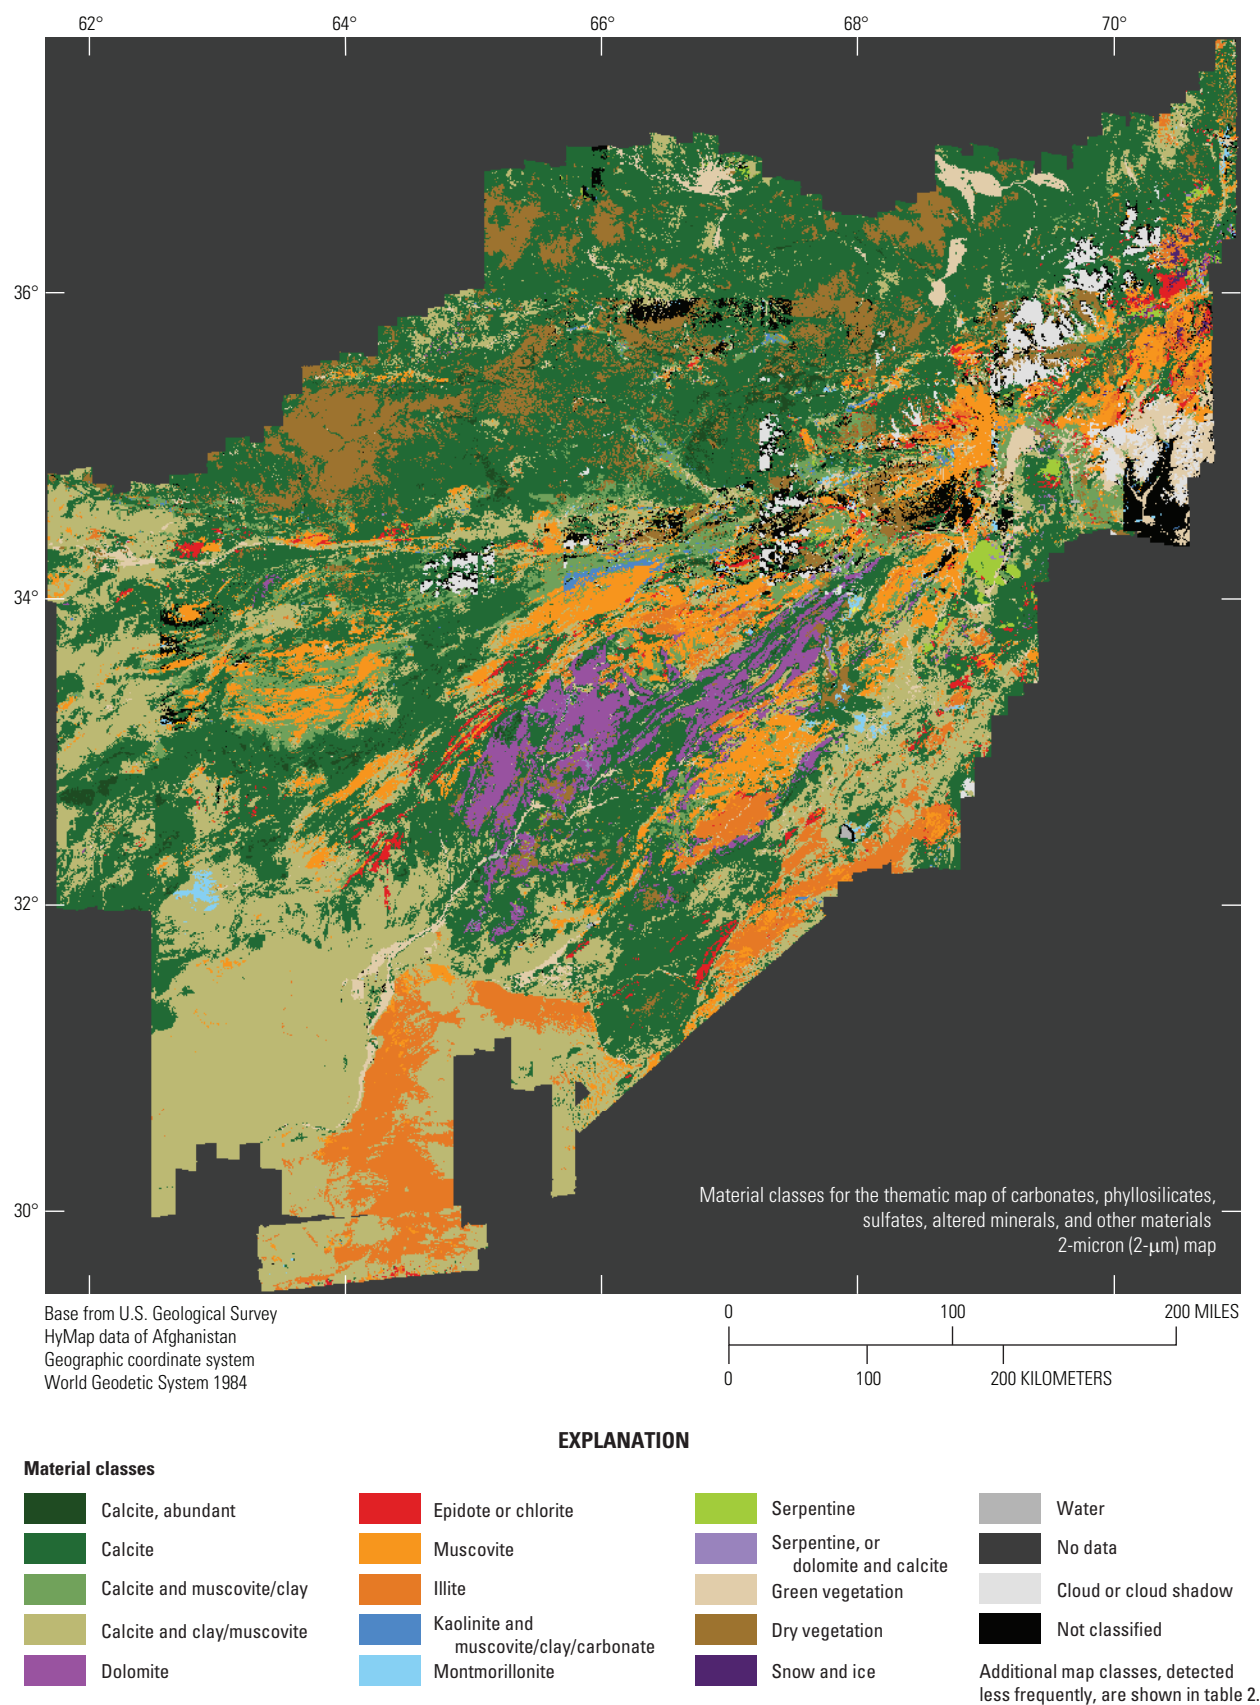 62° 64° 66° 68° 70°
36°
34°
32°
30°
Material classes for the thematic map of carbonates, phyllosilicates,
sulfates, altered minerals, and other materials
2-micron (2-μm) map
Base from U.S. Geological Survey
HyMap data of Afghanistan
Geographic coordinate system
World Geodetic System 1984
0 100 200 MILES
0 100 200 KILOMETERS
EXPLANATION
Material classes
Calcite, abundant
Calcite
Calcite and muscovite/clay
Calcite and clay/muscovite
Dolomite
Epidote or chlorite
Muscovite
Illite
Kaolinite and
muscovite/clay/carbonate
Montmorillonite
Serpentine
Serpentine, or
dolomite and calcite
Green vegetation
Dry vegetation
Snow and ice
Water
No data
Cloud or cloud shadow
Not classified
Additional map classes, detected
less frequently, are shown in table 2.